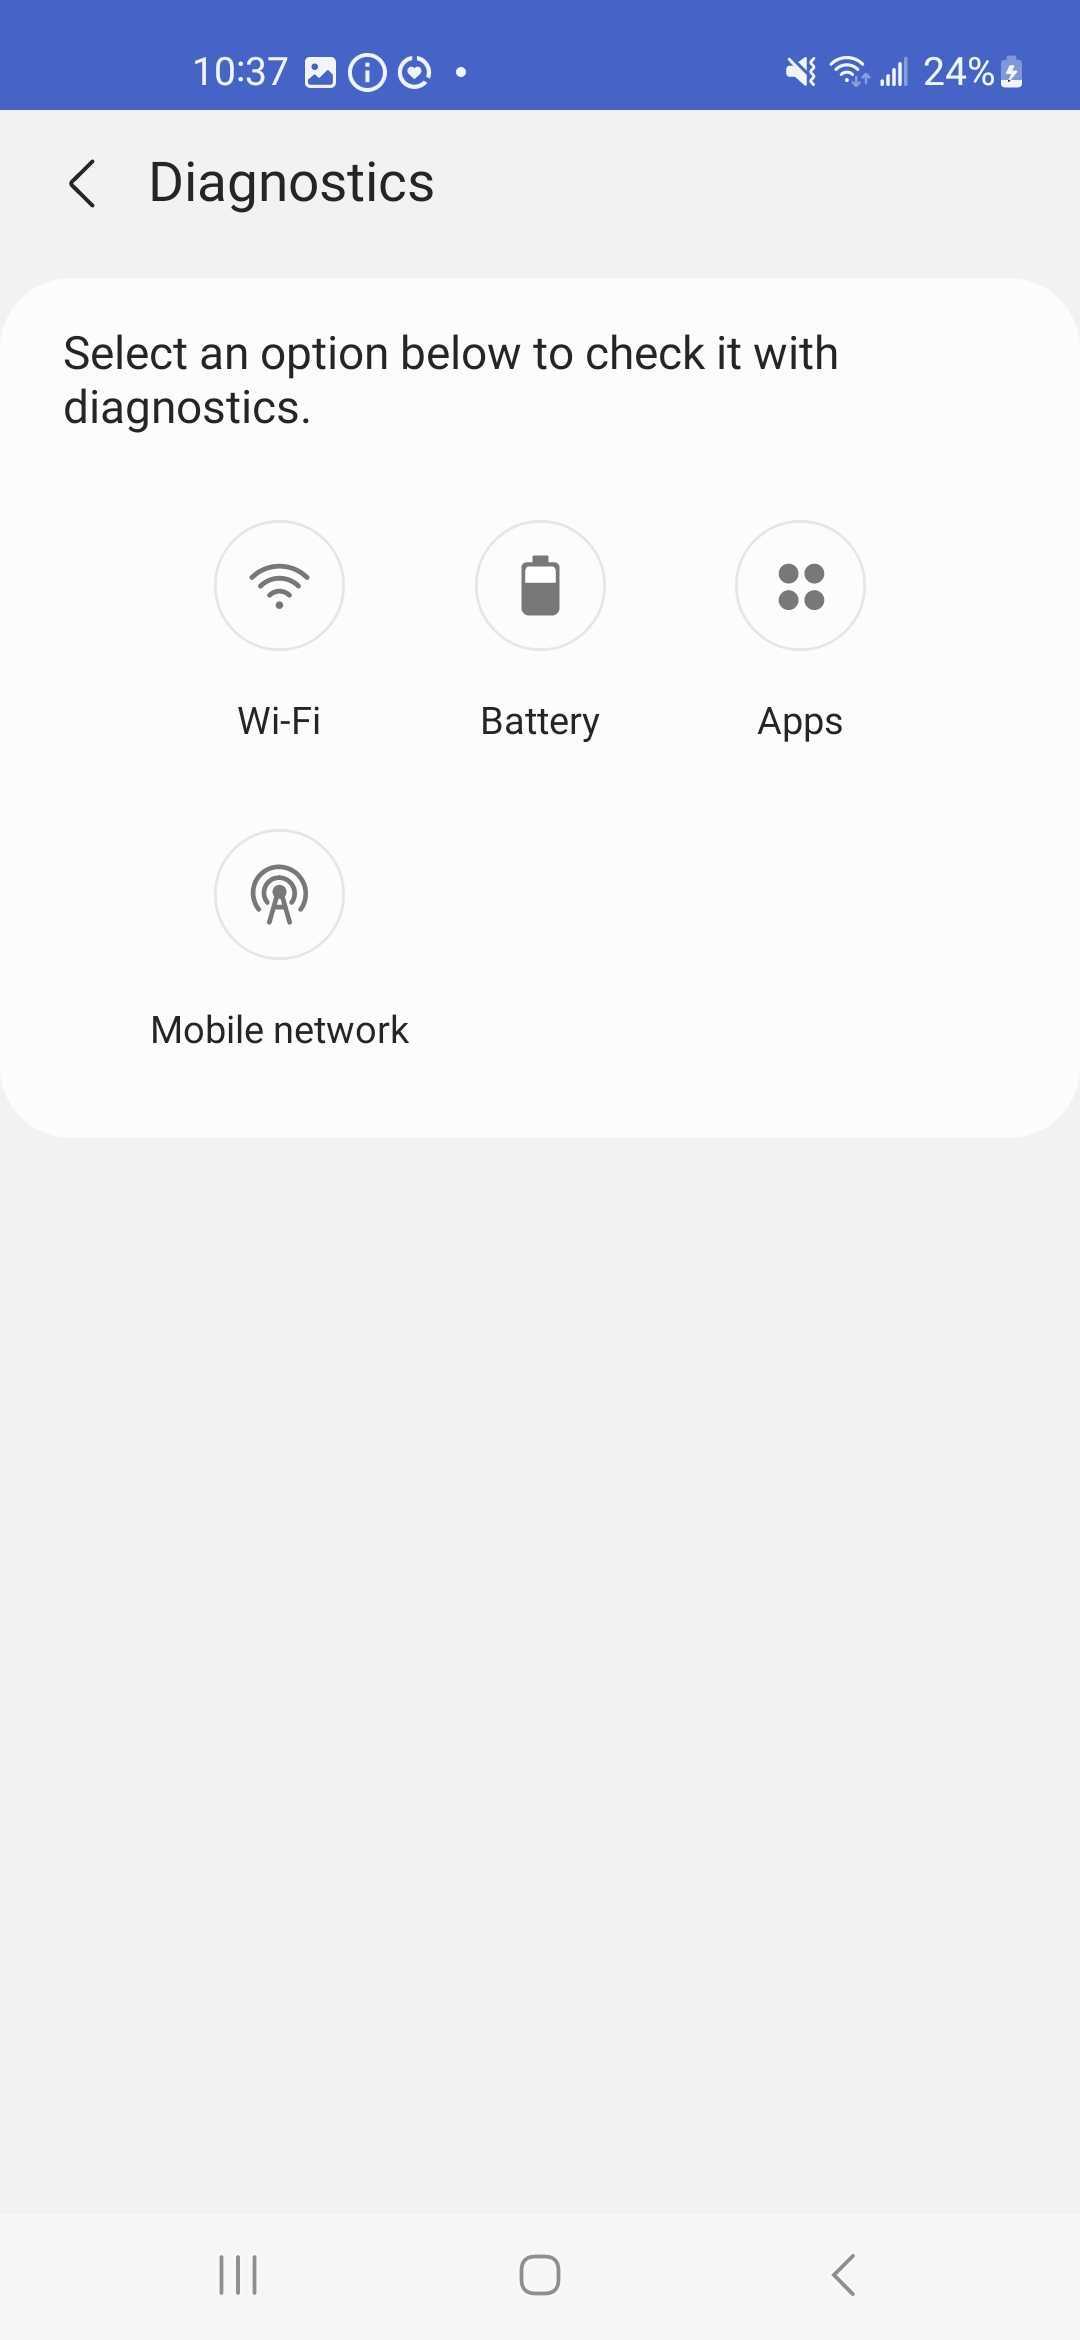 10:37
24%
Diagnostics
Select an option below to check it with
diagnostics.
Wi-Fi
Battery
Apps
Mobile network